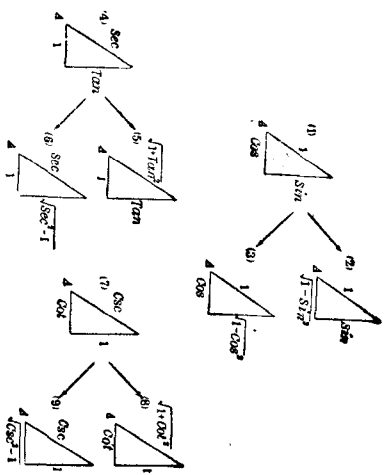 (1)
1
A
Cos
Sin
(2)
1
A
√1-Sin²
Sin
(3)
1
A
Cos
√1-Cos²
(4)
Sec
A
1
Tan
(5)
√1+Tan²
A
1
Tan
(6)
Sec
A
1
√Sec²-1
(7)
Csc
A
Cot
1
(8)
√1+Cot²
A
Cot
1
(9)
Csc
A
√Csc²-1
1